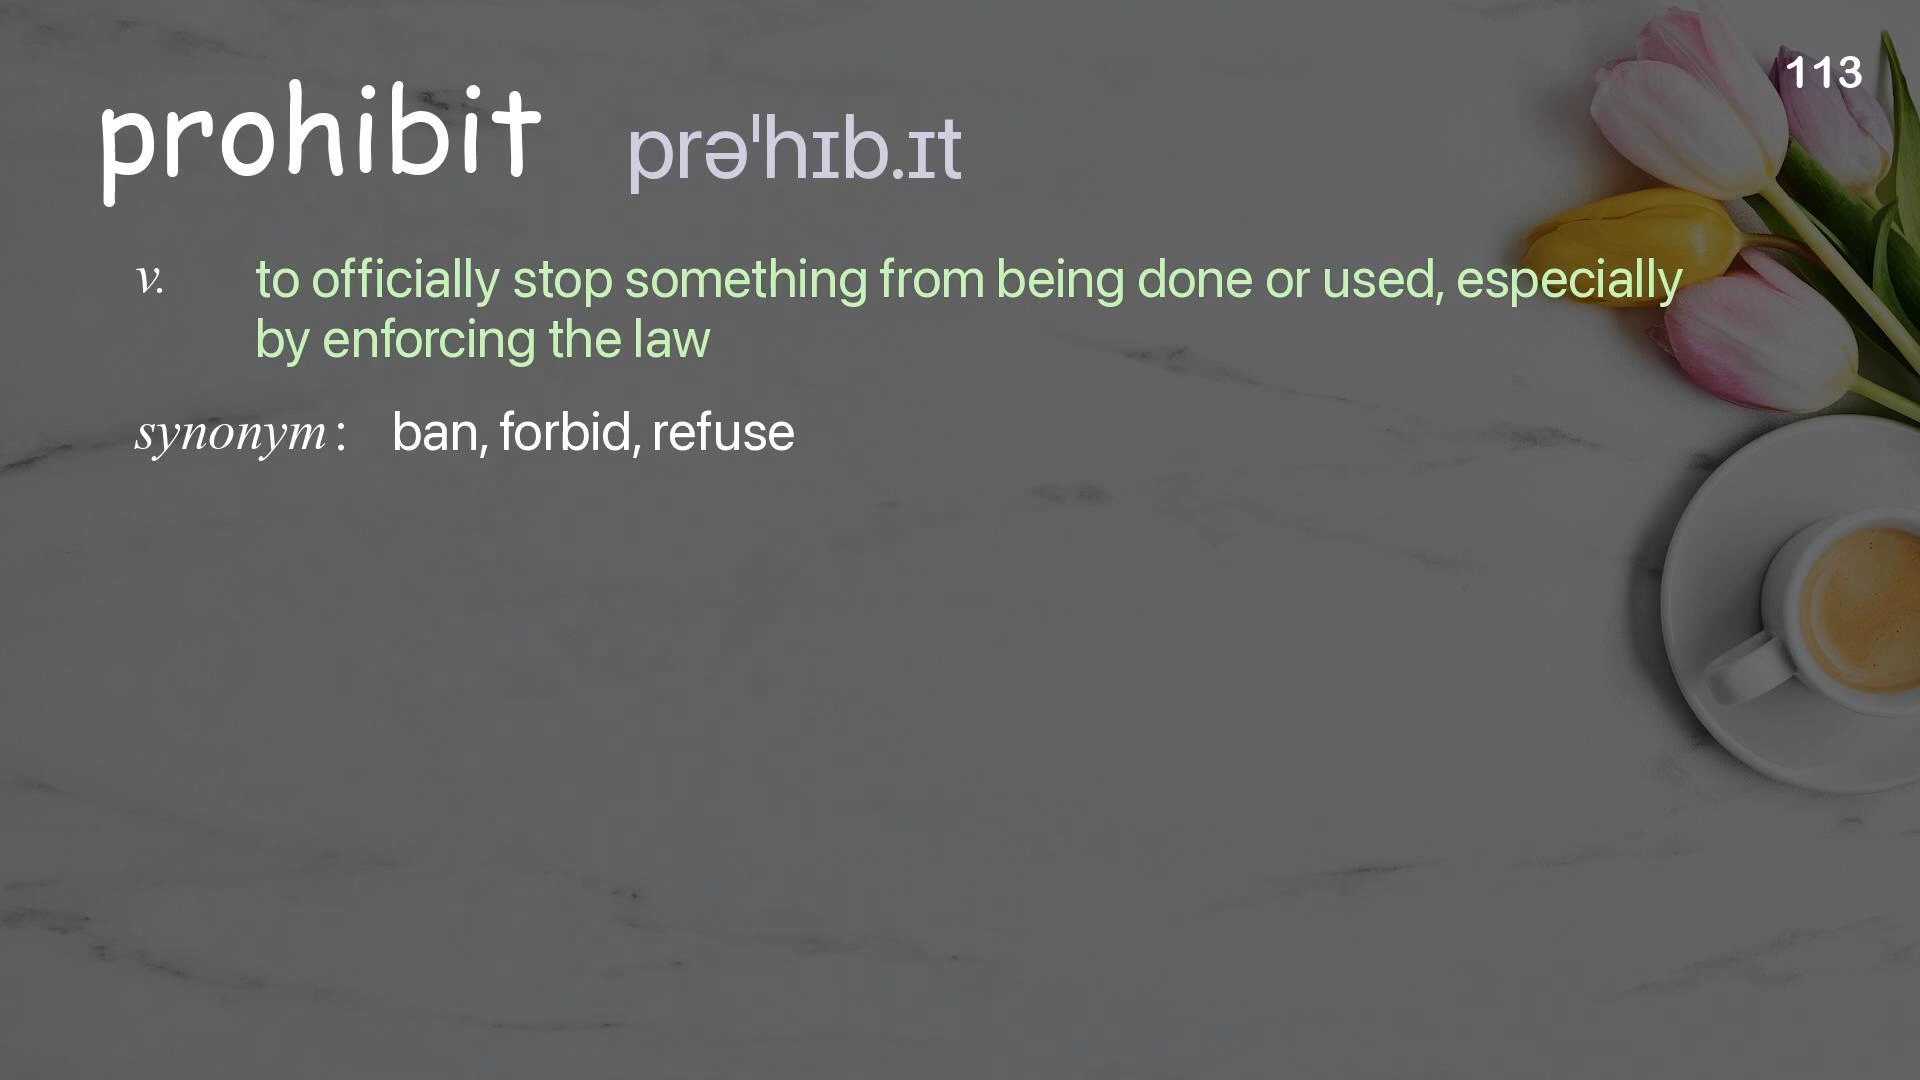 113
prohibit prəˈhɪb.ɪt
v. to officially stop something from being done or used, especially
by enforcing the law
synonym : ban, forbid, refuse